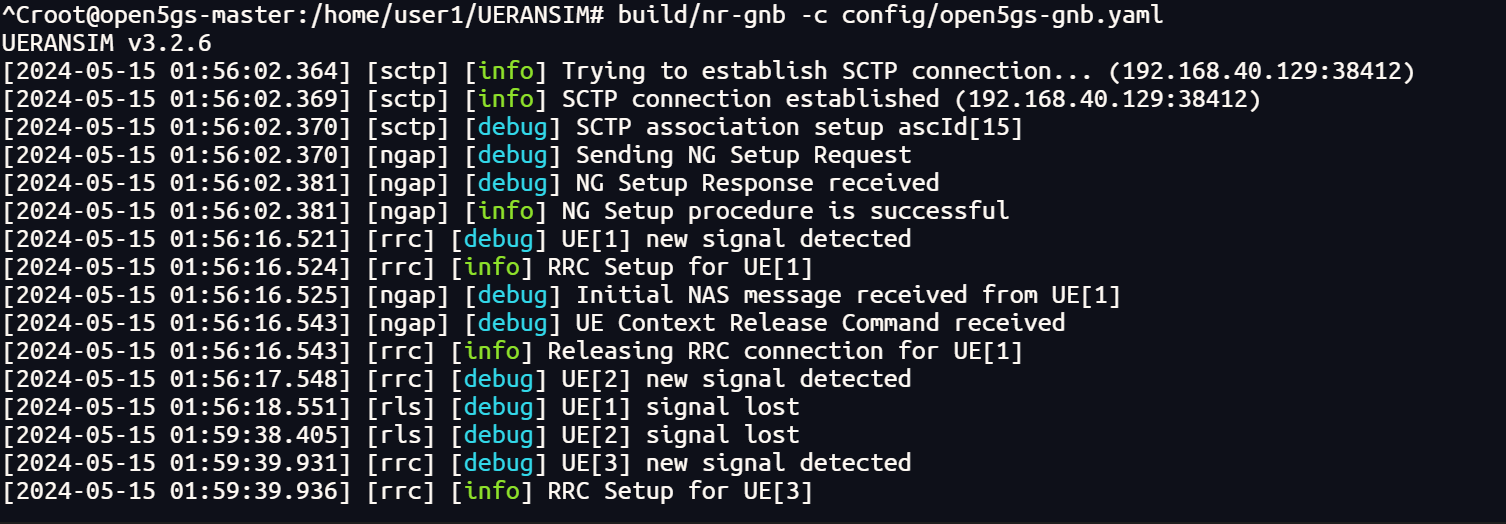 ^Croot@open5gs-master:/home/user1/UERANSIM# build/nr-gnb -c config/open5gs-gnb.yaml
UERANSIM v3.2.6
[2024-05-15 01:56:02.364] [sctp] [info] Trying to establish SCTP connection... (192.168.40.129:38412)
[2024-05-15 01:56:02.369] [sctp] [info] SCTP connection established (192.168.40.129:38412)
[2024-05-15 01:56:02.370] [sctp] [debug] SCTP association setup ascId[15]
[2024-05-15 01:56:02.370] [ngap] [debug] Sending NG Setup Request
[2024-05-15 01:56:02.381] [ngap] [debug] NG Setup Response received
[2024-05-15 01:56:02.381] [ngap] [info] NG Setup procedure is successful
[2024-05-15 01:56:16.521] [rrc] [debug] UE[1] new signal detected
[2024-05-15 01:56:16.524] [rrc] [info] RRC Setup for UE[1]
[2024-05-15 01:56:16.525] [ngap] [debug] Initial NAS message received from UE[1]
[2024-05-15 01:56:16.543] [ngap] [debug] UE Context Release Command received
[2024-05-15 01:56:16.543] [rrc] [info] Releasing RRC connection for UE[1]
[2024-05-15 01:56:17.548] [rrc] [debug] UE[2] new signal detected
[2024-05-15 01:56:18.551] [rls] [debug] UE[1] signal lost
[2024-05-15 01:59:38.405] [rls] [debug] UE[2] signal lost
[2024-05-15 01:59:39.931] [rrc] [debug] UE[3] new signal detected
[2024-05-15 01:59:39.936] [rrc] [info] RRC Setup for UE[3]